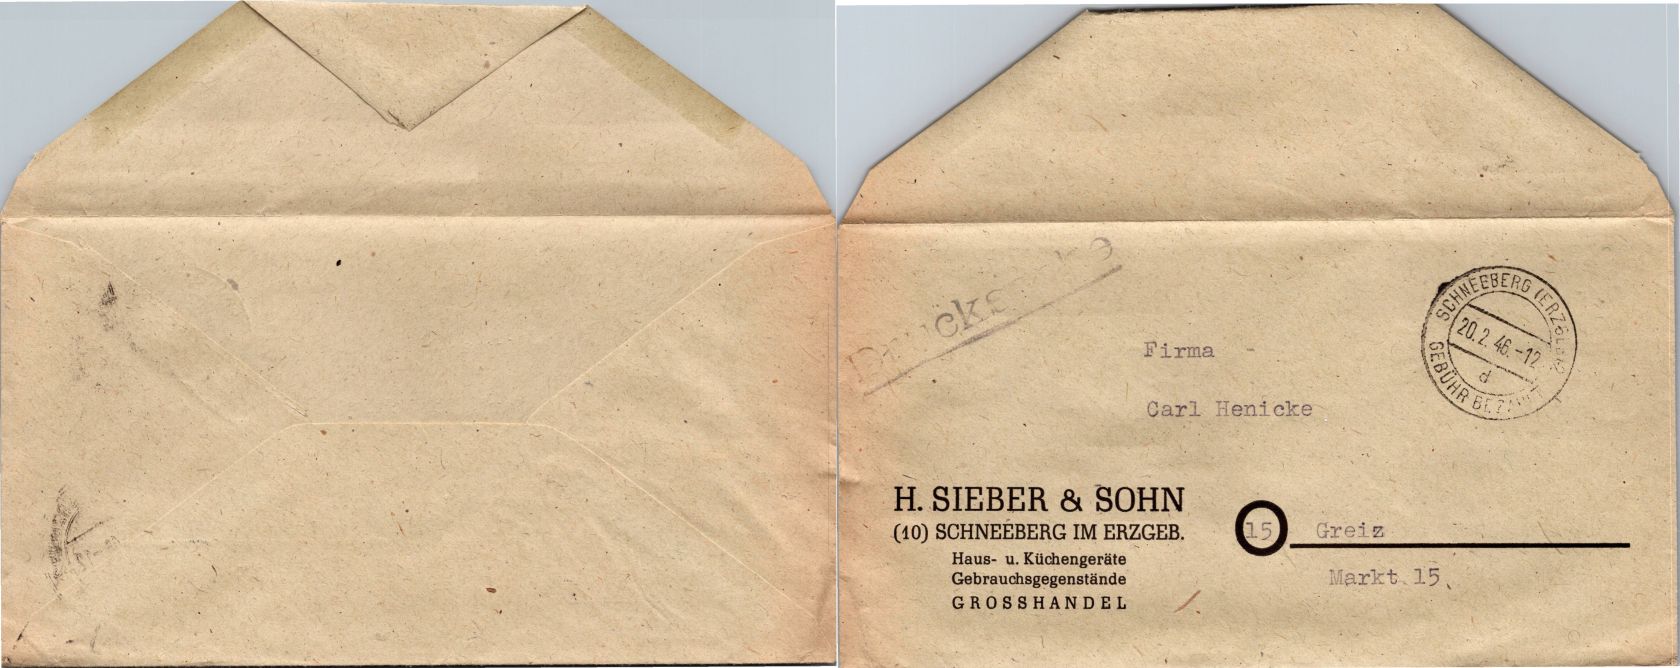 Drucksache
SCHNEEBERG (ERZGEB)
20.2.46.-12
d
GEBÜHR BEZAHLT
Firma
Carl Henicke
H. SIEBER & SOHN
(10) SCHNEEBERG IM ERZGEB.
Haus- u. Küchengeräte
Gebrauchsgegenstände
GROSSHANDEL
15 Greiz
Markt 15